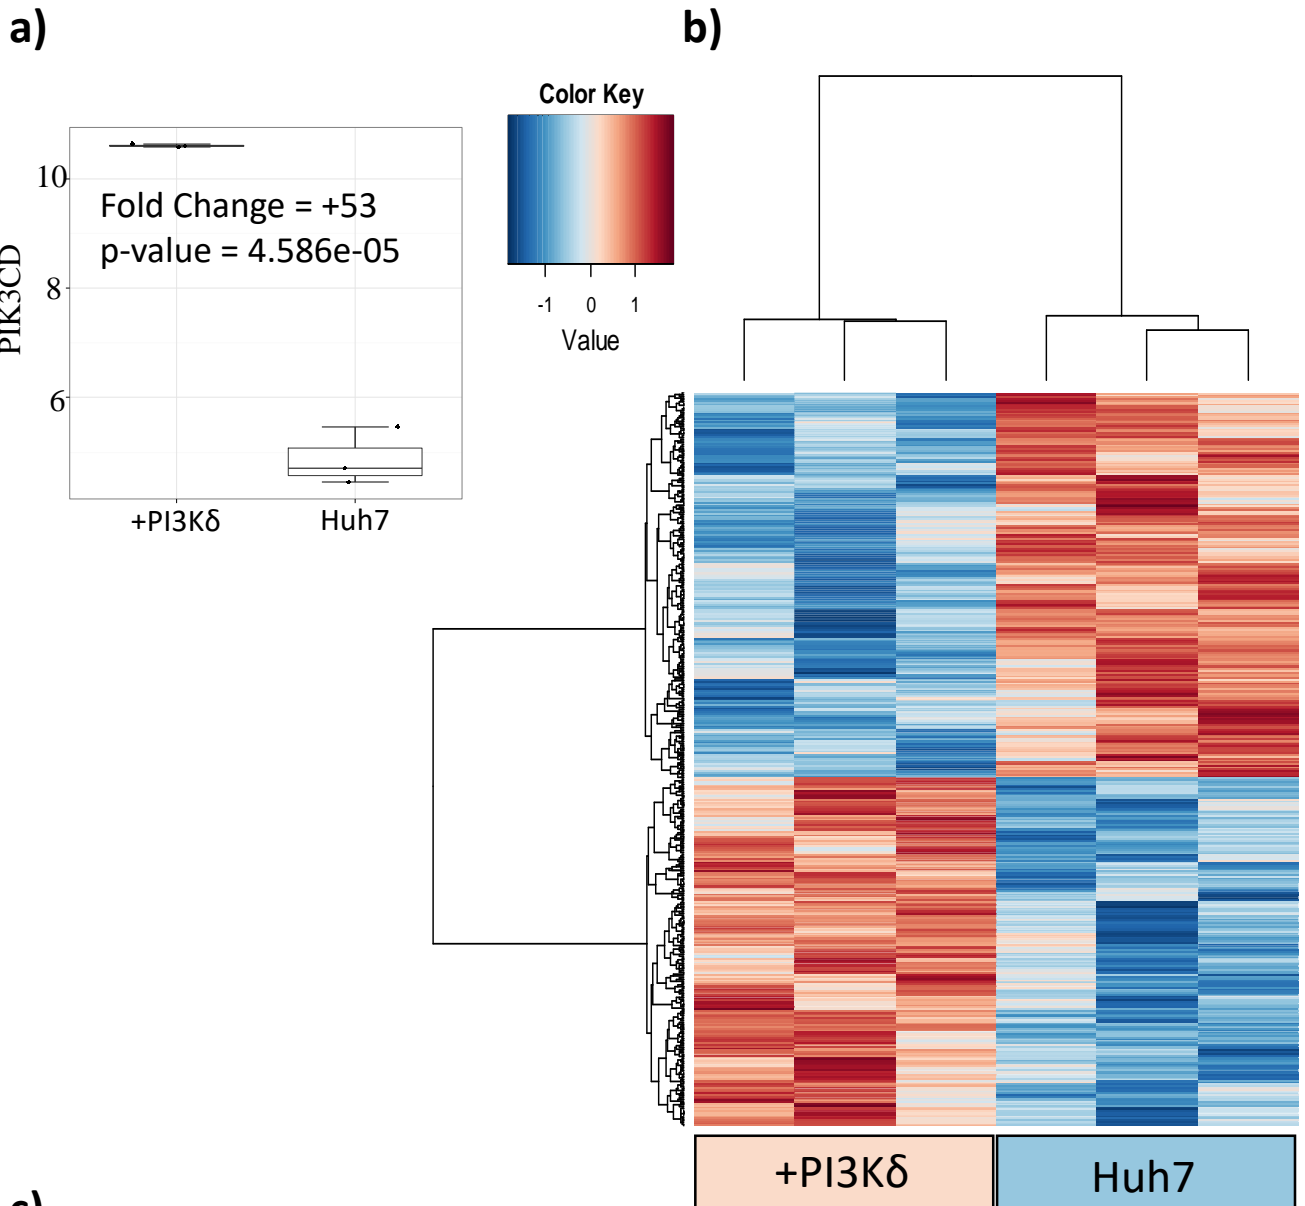 a)
b)
Color Key
10
8
6
PIK3CD
Fold Change = +53
p-value = 4.586e-05
+PI3Kδ
Huh7
-1 0 1
Value
+PI3Kδ
Huh7
c)